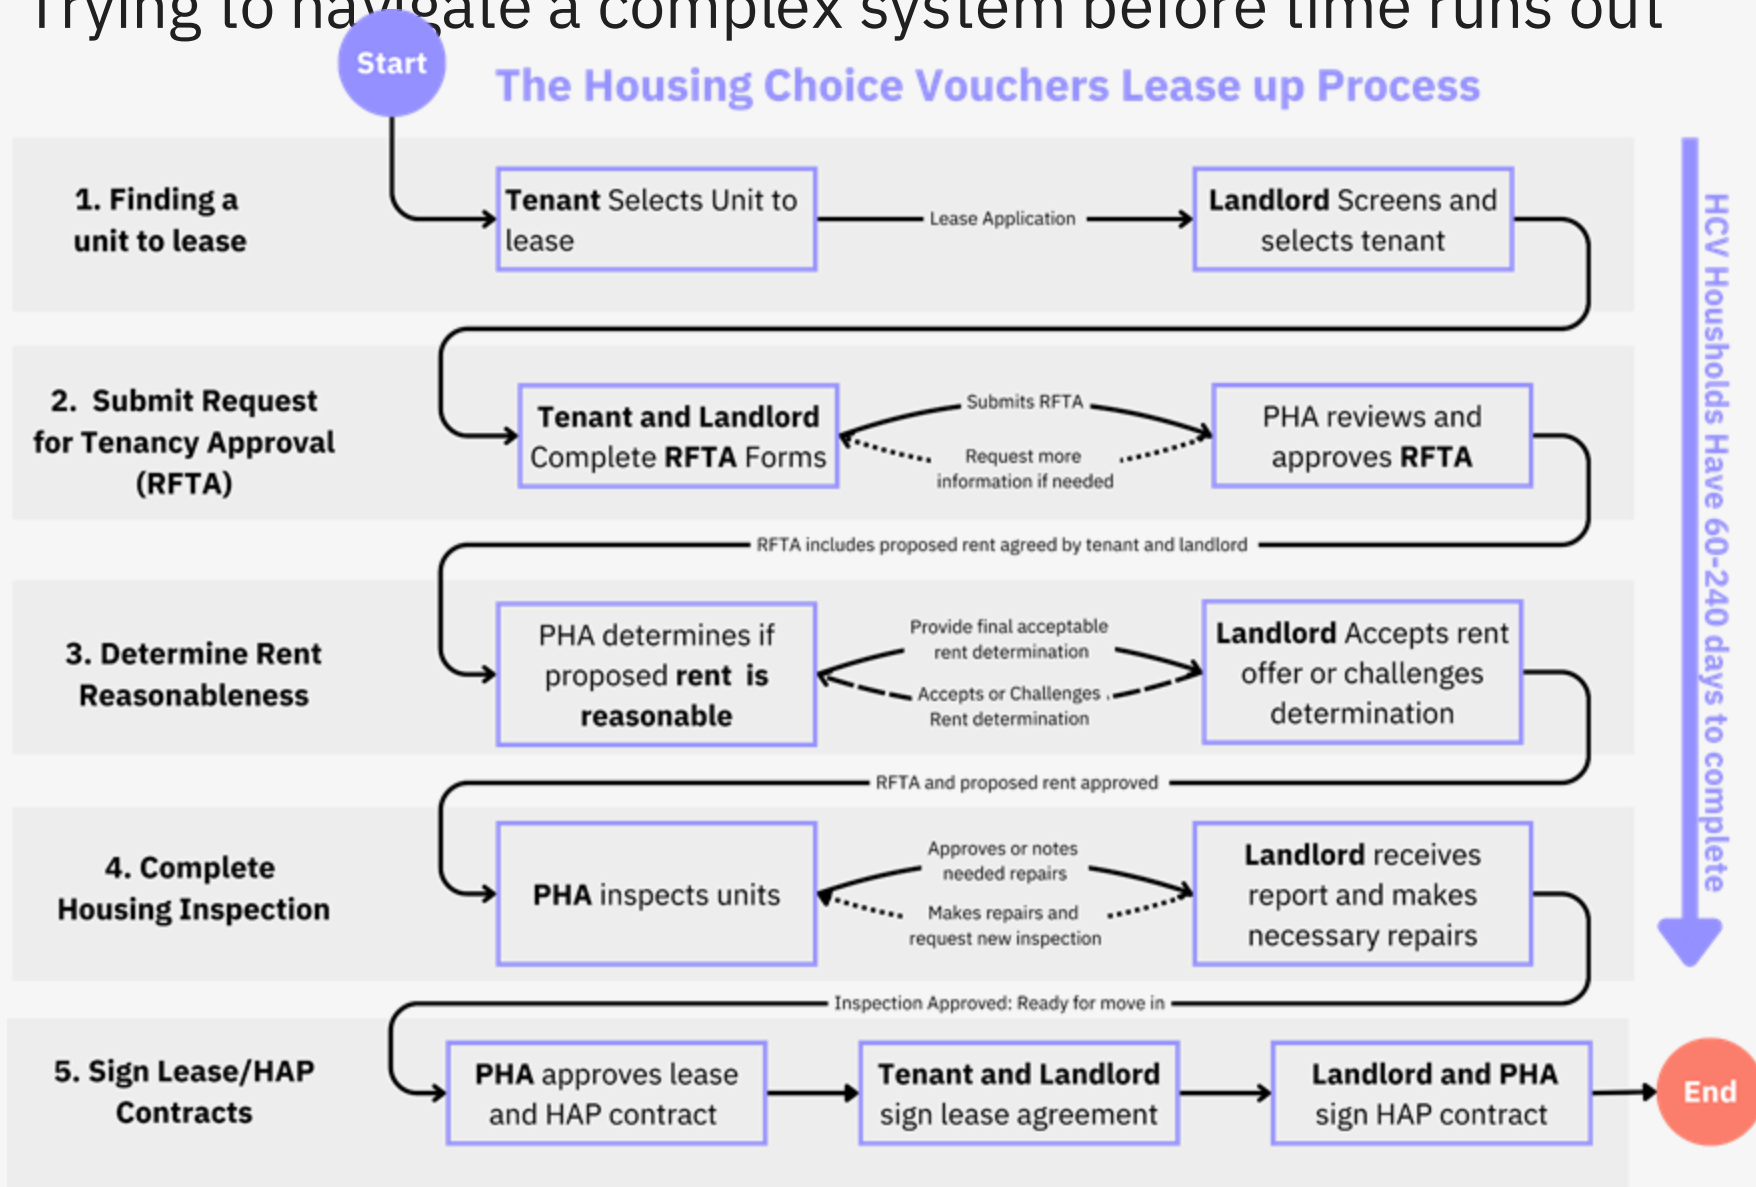 Trying to navigate a complex system before time runs out
Start
The Housing Choice Vouchers Lease up Process
1. Finding a
unit to lease
Tenant Selects Unit to
lease
Lease Application
Landlord Screens and
selects tenant
2. Submit Request
for Tenancy Approval
(RFTA)
Tenant and Landlord
Complete RFTA Forms
Submits RFTA
Request more
information if needed
PHA reviews and
approves RFTA
RFTA includes proposed rent agreed by tenant and landlord
3. Determine Rent
Reasonableness
PHA determines if
proposed rent is
reasonable
Provide final acceptable
rent determination
Accepts or Challenges
Rent determination
Landlord Accepts rent
offer or challenges
determination
RFTA and proposed rent approved
4. Complete
Housing Inspection
PHA inspects units
Approves or notes
needed repairs
Makes repairs and
request new inspection
Landlord receives
report and makes
necessary repairs
Inspection Approved: Ready for move in
5. Sign Lease/HAP
Contracts
PHA approves lease
and HAP contract
Tenant and Landlord
sign lease agreement
Landlord and PHA
sign HAP contract
End
HCV Housholds Have 60-240 days to complete